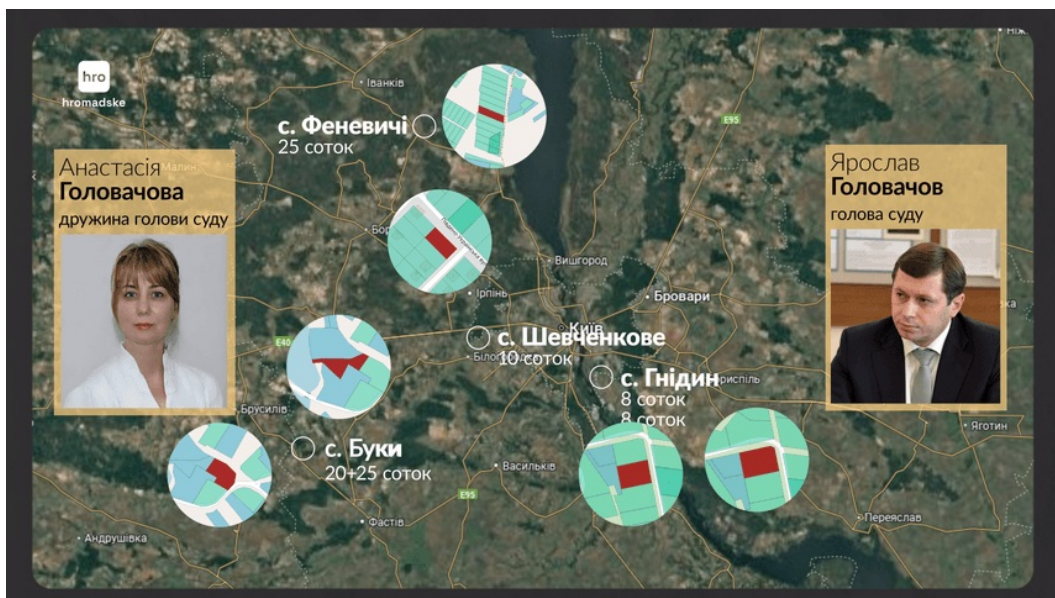 hro
hromadske
Іванків
E95
с. Феневичі
25 соток
Анастасія
Малин
Головачова
дружина голови суду
Ярослав
Головачов
голова суду
Вишгород
Ірпінь
Бровари
Київ
E40
с. Шевченкове
10 соток
с. Гнідин
8 соток
8 соток
Брусилів
Яготин
с. Буки
20+25 соток
Васильків
E95
Фастів
Переяслав
Андрушівка